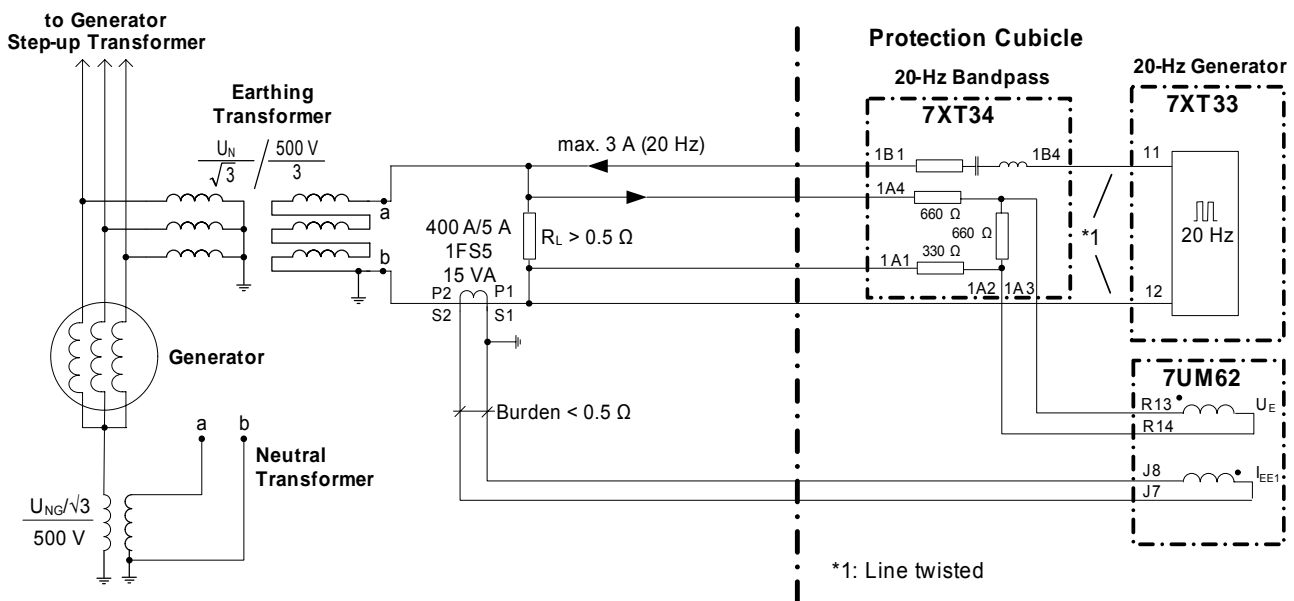 to Generator
Step-up Transformer
Earthing
Transformer
U_N
√3
/
500 V
3
a
b
Generator
a b
Neutral
Transformer
U_NG/√3
500 V
400 A/5 A
1FS5
15 VA
P2 P1
S2 S1
R_L > 0.5 Ω
max. 3 A (20 Hz)
Burden < 0.5 Ω
Protection Cubicle
20-Hz Bandpass
7XT34
1B1 1B4
1A4
660 Ω
660 Ω
330 Ω
1A1
1A2 1A3
*1
20-Hz Generator
7XT33
11
20 Hz
12
7UM62
R13 U_E
R14
J8 I_EE1
J7
*1: Line twisted